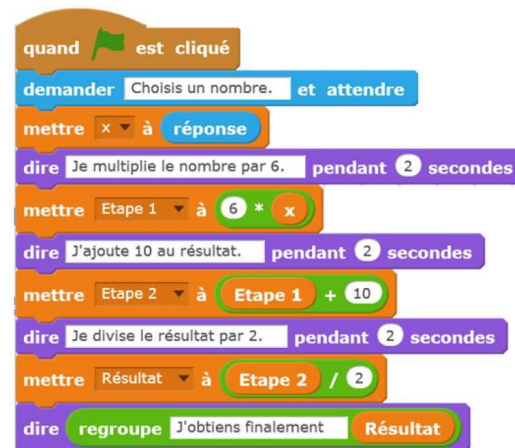 quand est cliqué
demander Choisis un nombre. et attendre
mettre x à réponse
dire Je multiplie le nombre par 6. pendant 2 secondes
mettre Etape 1 à 6 * x
dire J'ajoute 10 au résultat. pendant 2 secondes
mettre Etape 2 à Etape 1 + 10
dire Je divise le résultat par 2. pendant 2 secondes
mettre Résultat à Etape 2 / 2
dire regroupe J'obtiens finalement Résultat